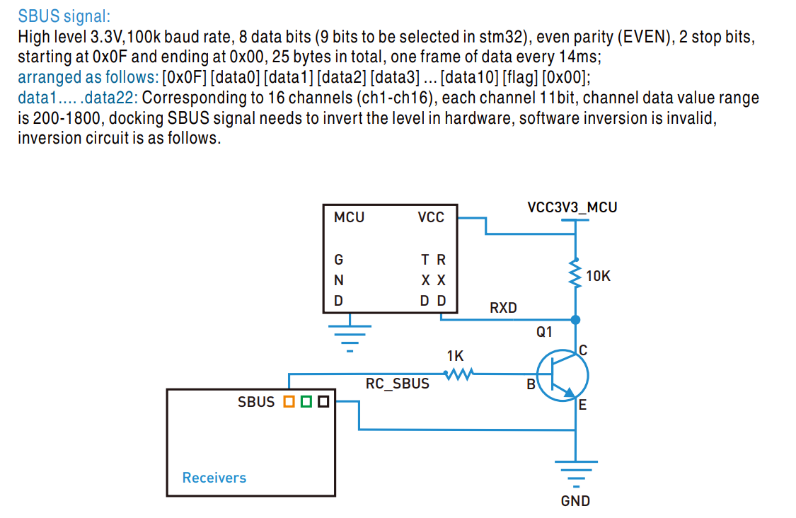 SBUS signal:
High level 3.3V,100k baud rate, 8 data bits (9 bits to be selected in stm32), even parity (EVEN), 2 stop bits,
starting at 0x0F and ending at 0x00, 25 bytes in total, one frame of data every 14ms;
arranged as follows: [0x0F] [data0] [data1] [data2] [data3] ... [data10] [flag] [0x00];
data1.... .data22: Corresponding to 16 channels (ch1-ch16), each channel 11bit, channel data value range
is 200-1800, docking SBUS signal needs to invert the level in hardware, software inversion is invalid,
inversion circuit is as follows.
VCC3V3_MCU
MCU
VCC
GND
TXD
RXD
10K
RXD
Q1
C
1K
RC_SBUS
B
E
SBUS
Receivers
GND